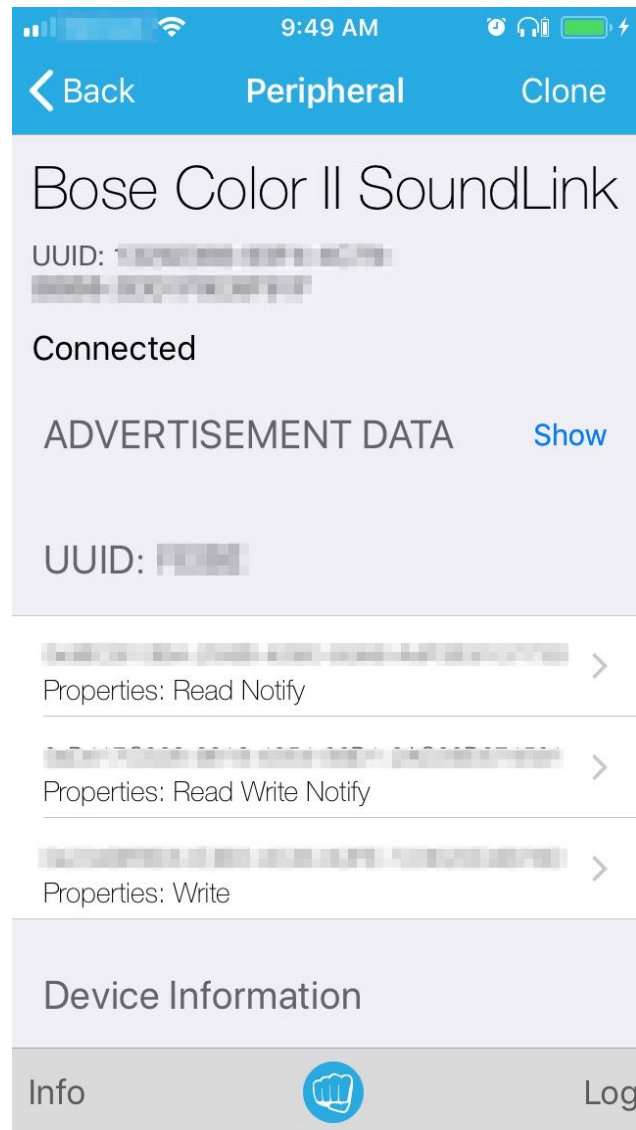 9:49 AM
Back Peripheral Clone
Bose Color II SoundLink
UUID:
Connected
ADVERTISEMENT DATA Show
UUID:
Properties: Read Notify
Properties: Read Write Notify
Properties: Write
Device Information
Info Log